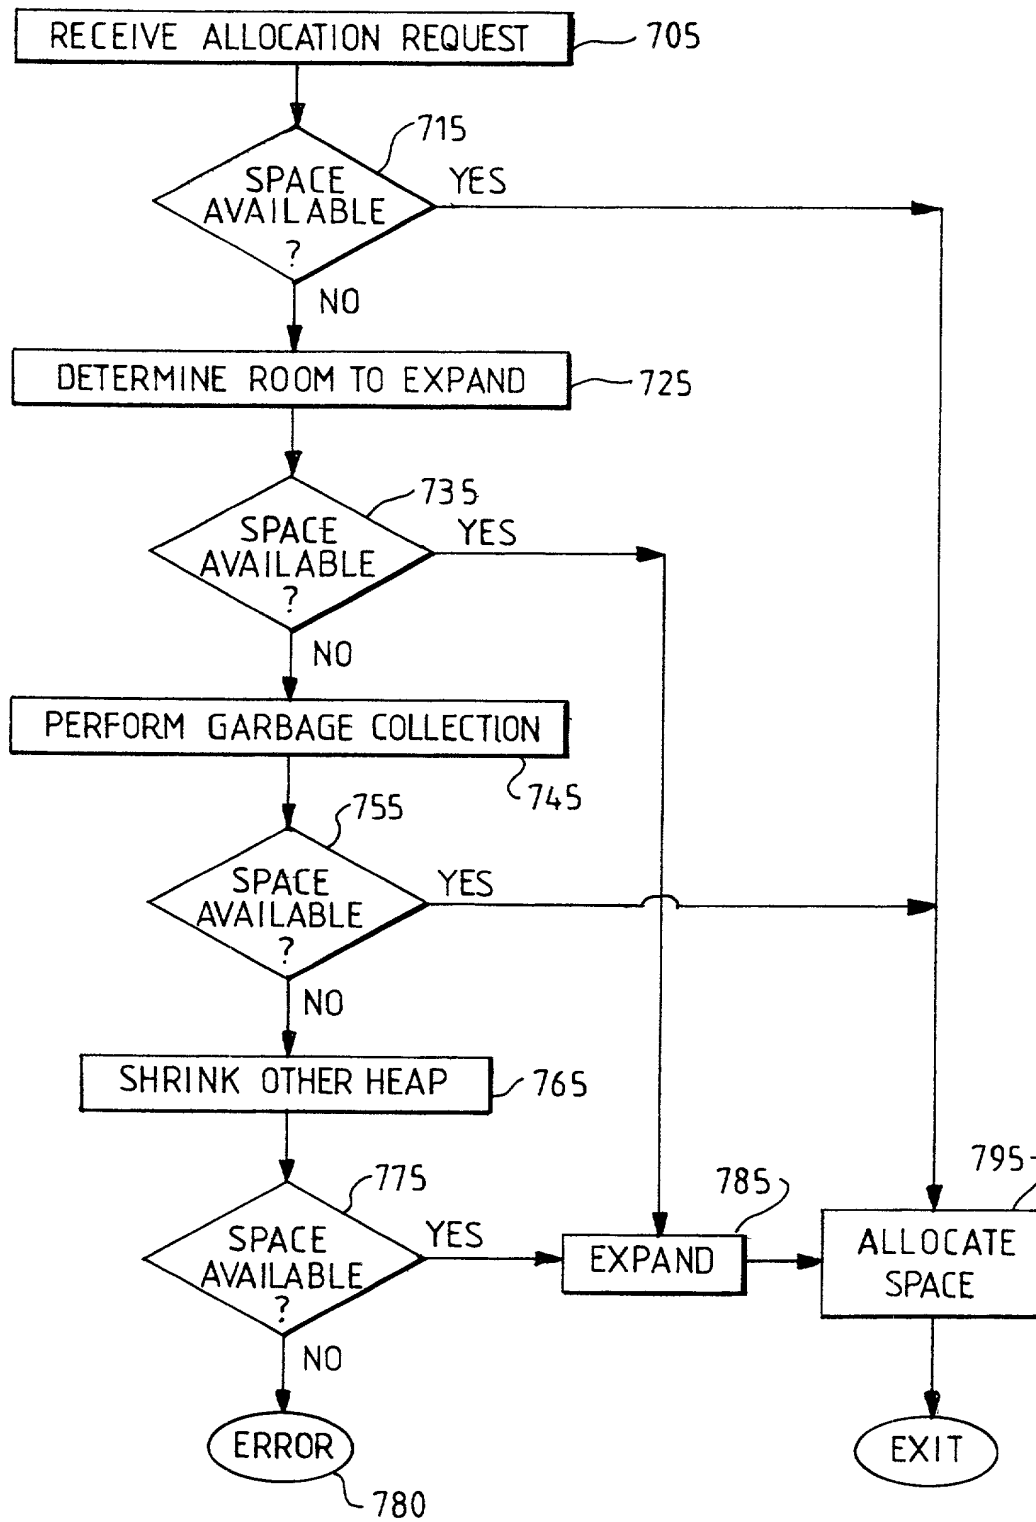 RECEIVE ALLOCATION REQUEST
705
715
SPACE
AVAILABLE
?
YES
NO
DETERMINE ROOM TO EXPAND
725
735
SPACE
AVAILABLE
?
YES
NO
PERFORM GARBAGE COLLECTION
745
755
SPACE
AVAILABLE
?
YES
NO
SHRINK OTHER HEAP
765
775
SPACE
AVAILABLE
?
YES
NO
785
EXPAND
795
ALLOCATE
SPACE
ERROR
780
EXIT